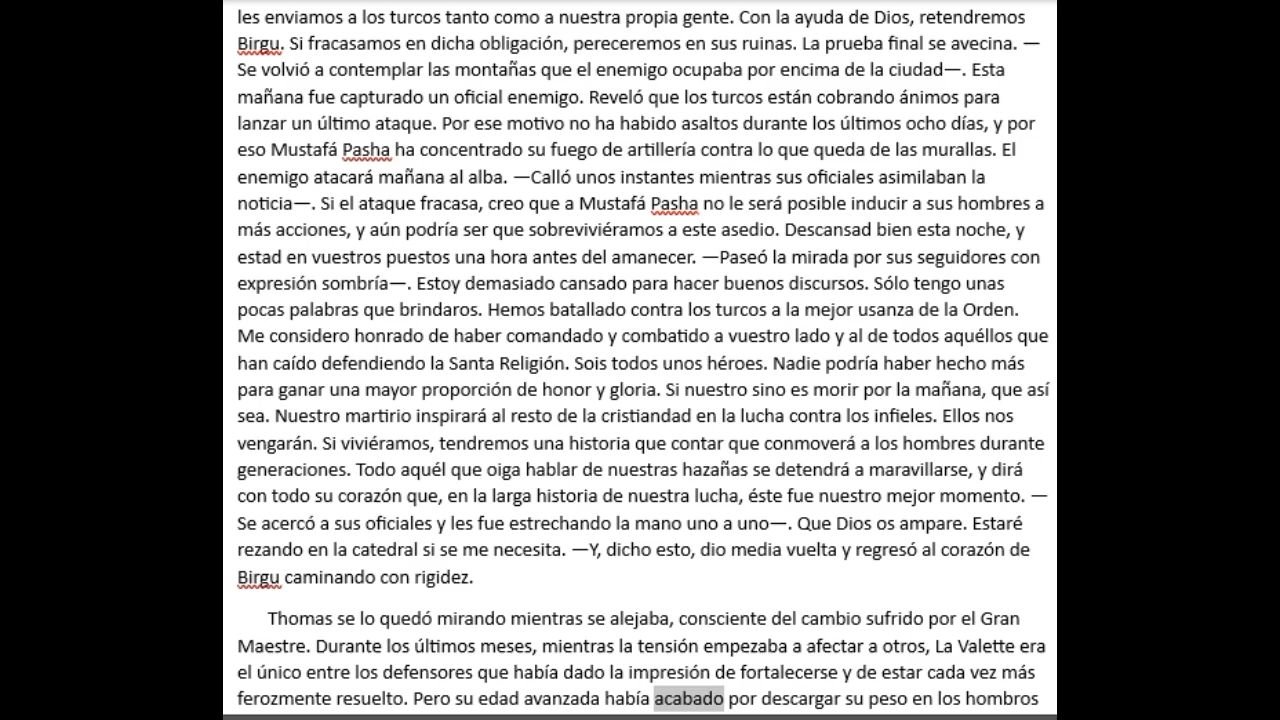 les enviamos a los turcos tanto como a nuestra propia gente. Con la ayuda de Dios, retendremos
Birgu. Si fracasamos en dicha obligación, pereceremos en sus ruinas. La prueba final se avecina. —
Se volvió a contemplar las montañas que el enemigo ocupaba por encima de la ciudad—. Esta
mañana fue capturado un oficial enemigo. Reveló que los turcos están cobrando ánimos para
lanzar un último ataque. Por ese motivo no ha habido asaltos durante los últimos ocho días, y por
eso Mustafá Pasha ha concentrado su fuego de artillería contra lo que queda de las murallas. El
enemigo atacará mañana al alba. —Calló unos instantes mientras sus oficiales asimilaban la
noticia—. Si el ataque fracasa, creo que a Mustafá Pasha no le será posible inducir a sus hombres a
más acciones, y aún podría ser que sobreviviéramos a este asedio. Descansad bien esta noche, y
estad en vuestros puestos una hora antes del amanecer. —Paseó la mirada por sus seguidores con
expresión sombría—. Estoy demasiado cansado para hacer buenos discursos. Sólo tengo unas
pocas palabras que brindaros. Hemos batallado contra los turcos a la mejor usanza de la Orden.
Me considero honrado de haber comandado y combatido a vuestro lado y al de todos aquéllos que
han caído defendiendo la Santa Religión. Sois todos unos héroes. Nadie podría haber hecho más
para ganar una mayor proporción de honor y gloria. Si nuestro sino es morir por la mañana, que así
sea. Nuestro martirio inspirará al resto de la cristiandad en la lucha contra los infieles. Ellos nos
vengarán. Si viviéramos, tendremos una historia que contar que conmoverá a los hombres durante
generaciones. Todo aquél que oiga hablar de nuestras hazañas se detendrá a maravillarse, y dirá
con todo su corazón que, en la larga historia de nuestra lucha, éste fue nuestro mejor momento. —
Se acercó a sus oficiales y les fue estrechando la mano uno a uno—. Que Dios os ampare. Estaré
rezando en la catedral si se me necesita. —Y, dicho esto, dio media vuelta y regresó al corazón de
Birgu caminando con rigidez.
Thomas se lo quedó mirando mientras se alejaba, consciente del cambio sufrido por el Gran
Maestre. Durante los últimos meses, mientras la tensión empezaba a afectar a otros, La Valette era
el único entre los defensores que había dado la impresión de fortalecerse y de estar cada vez más
ferozmente resuelto. Pero su edad avanzada había acabado por descargar su peso en los hombros